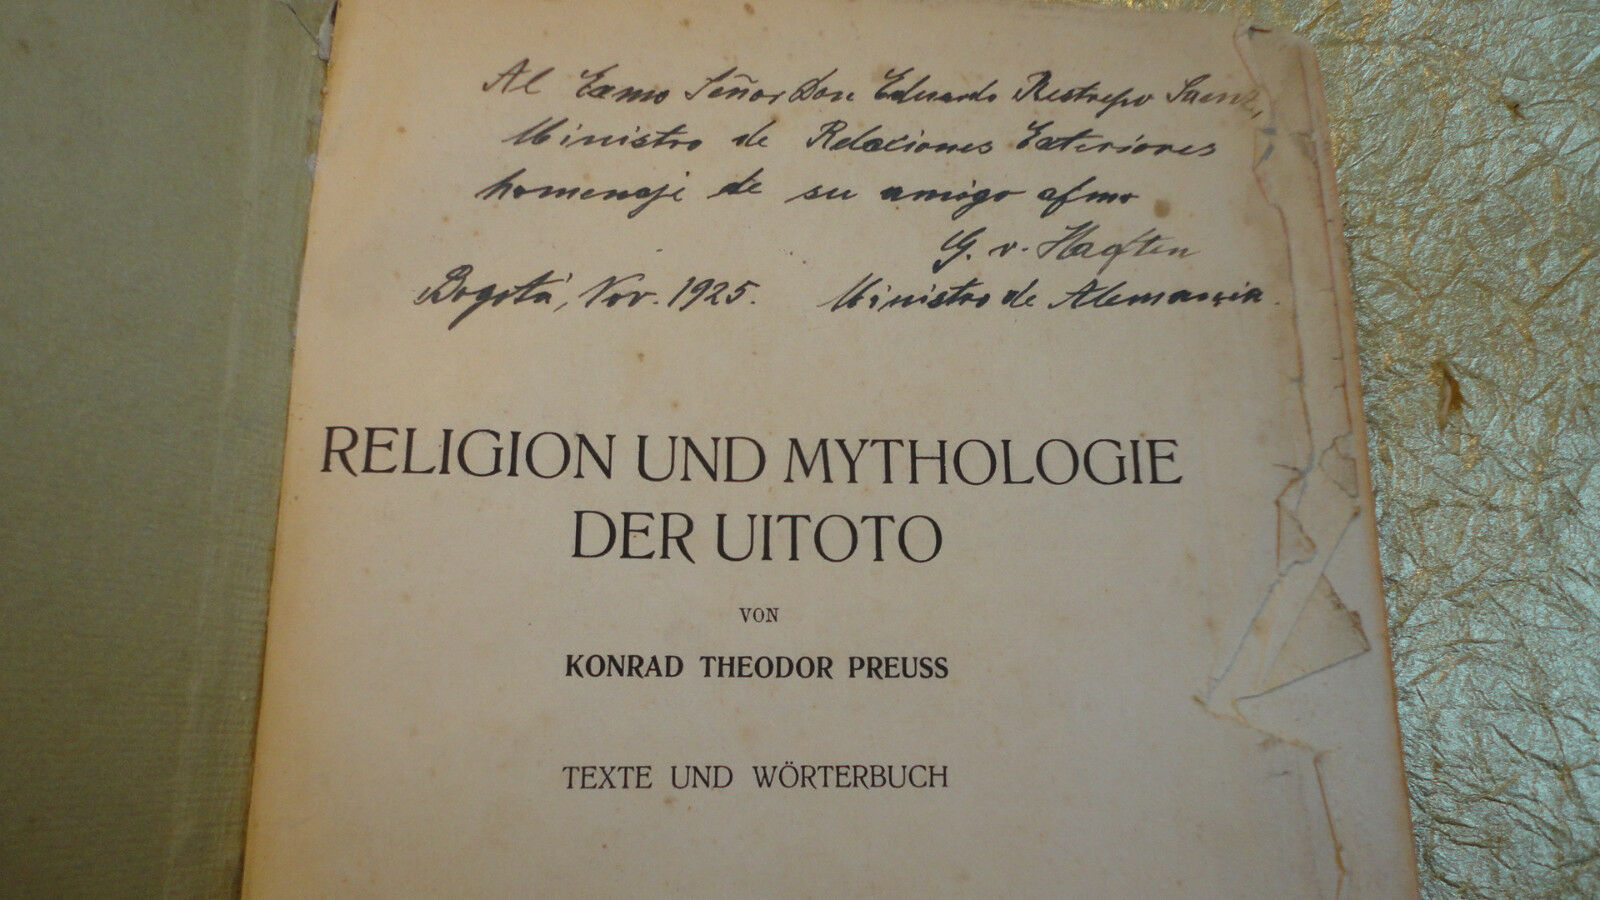 Al Exmo Señor Don Eduardo Restrepo Saenz,
Ministro de Relaciones Exteriores
homenaje de su amigo afmo
G. v. Haeften
Bogotá, Nov. 1925. Ministro de Alemania.
RELIGION UND MYTHOLOGIE
DER UITOTO
VON
KONRAD THEODOR PREUSS
TEXTE UND WÖRTERBUCH